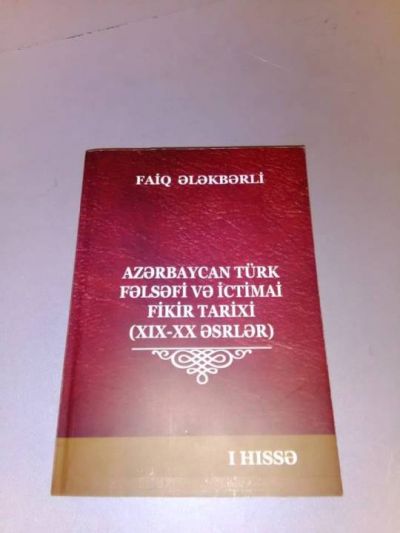 FAİQ ƏLƏKBƏRLİ
AZƏRBAYCAN TÜRK
FƏLSƏFİ VƏ İCTİMAİ
FİKİR TARİXİ
(XIX-XX ƏSRLƏR)
I HISSƏ